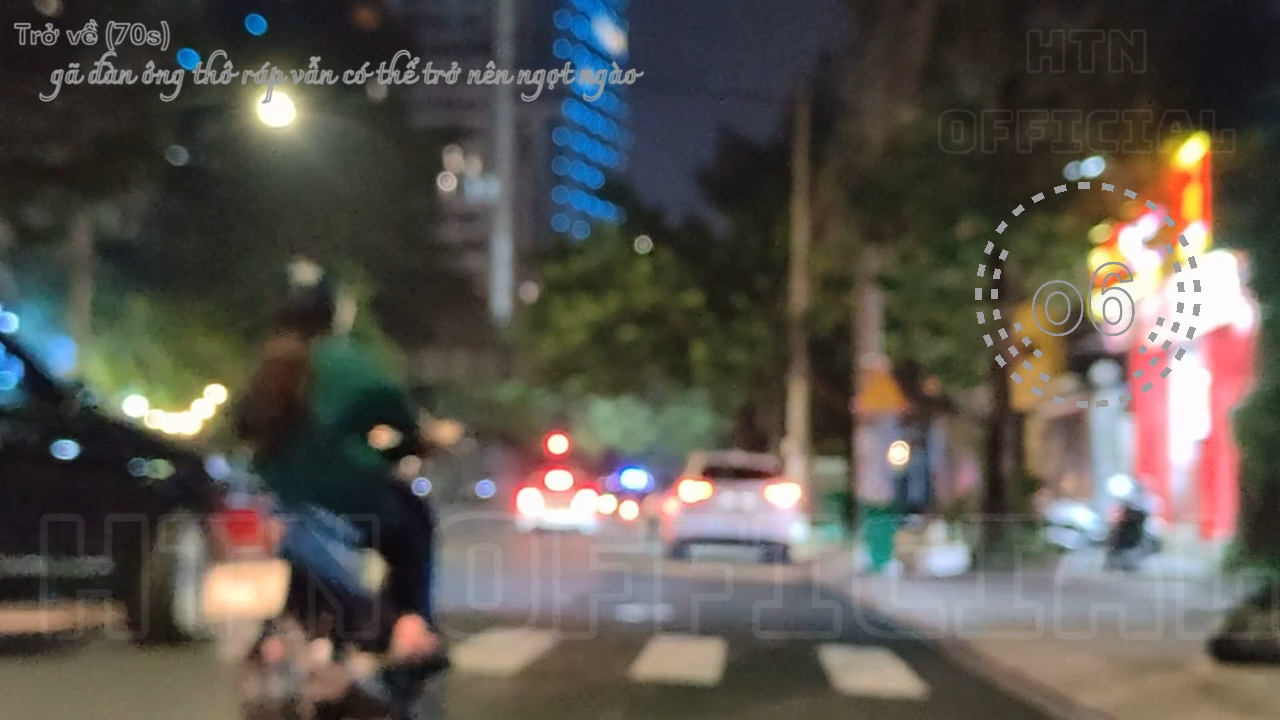 Trở về (70s)
gã đàn ông thô ráp vẫn có thể trở nên ngọt ngào
HTN
OFFICIAL
06
HTN OFFICIAL